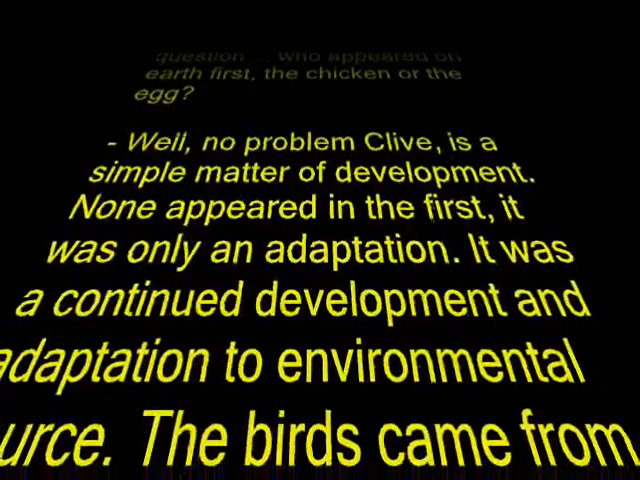 question ... who appeared on
earth first, the chicken or the
egg?
- Well, no problem Clive, is a
simple matter of development.
None appeared in the first, it
was only an adaptation. It was
a continued development and
adaptation to environmental
urce. The birds came from